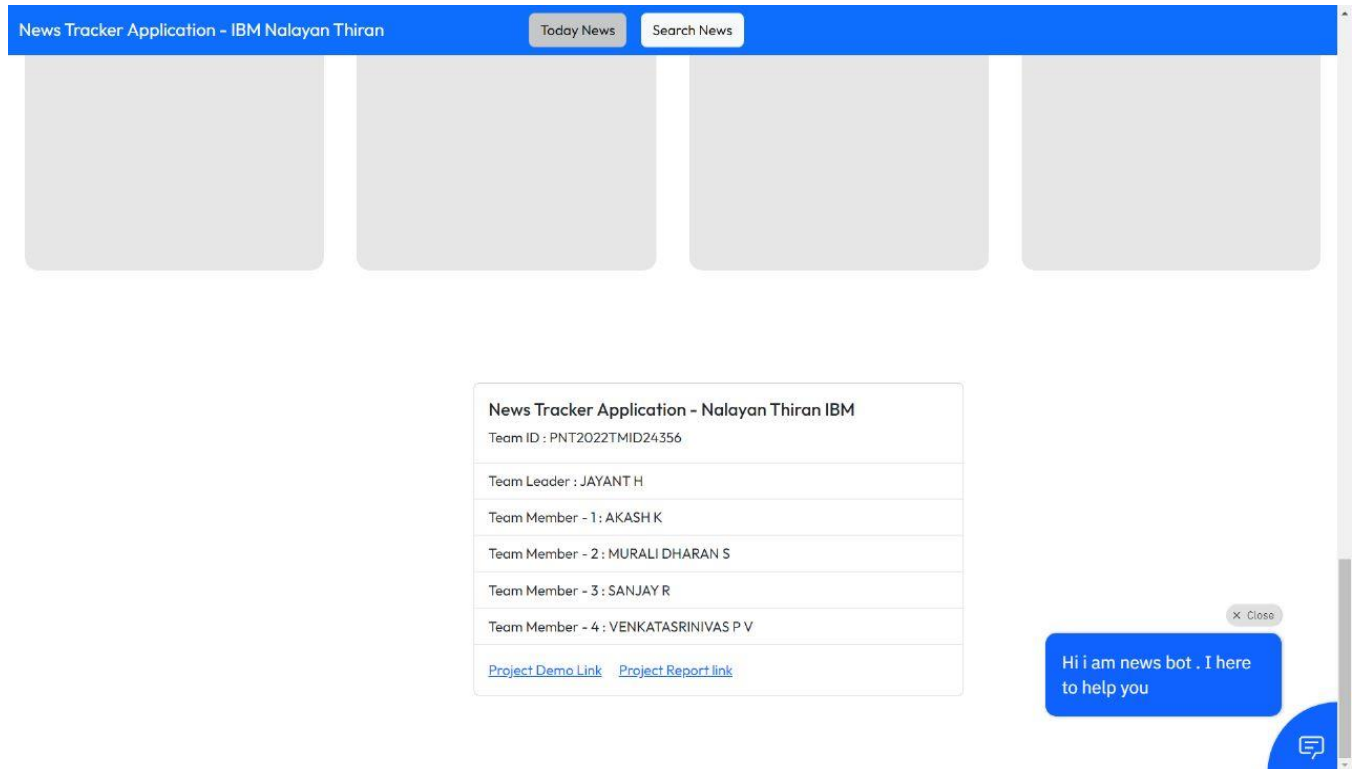 News Tracker Application - IBM Nalayan Thiran
Today News
Search News
News Tracker Application - Nalayan Thiran IBM
Team ID : PNT2022TMID24356
Team Leader : JAYANT H
Team Member - 1 : AKASH K
Team Member - 2 : MURALI DHARAN S
Team Member - 3 : SANJAY R
Team Member - 4 : VENKATASRINIVAS P V
Project Demo Link Project Report link
× Close
Hi i am news bot . I here
to help you